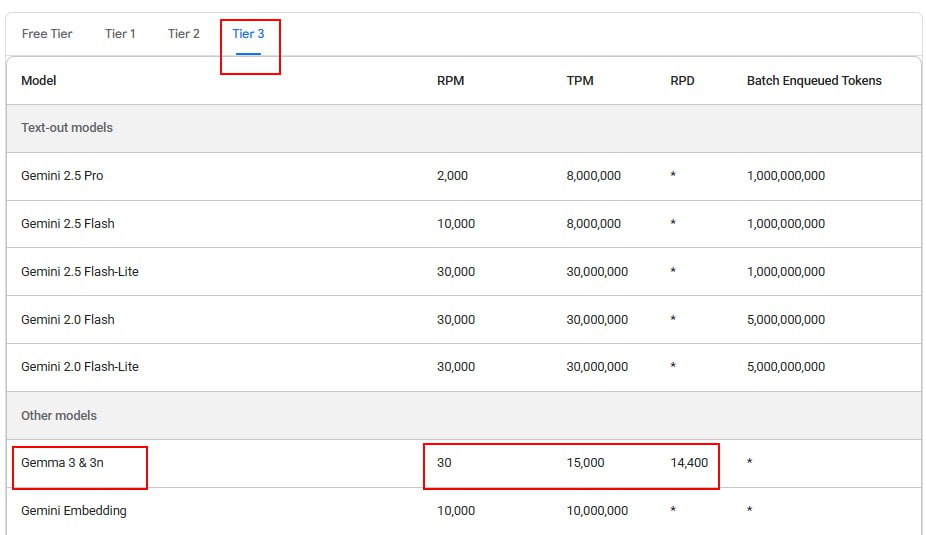 Free Tier Tier 1 Tier 2 Tier 3
Model RPM TPM RPD Batch Enqueued Tokens
Text-out models
Gemini 2.5 Pro 2,000 8,000,000 * 1,000,000,000
Gemini 2.5 Flash 10,000 8,000,000 * 1,000,000,000
Gemini 2.5 Flash-Lite 30,000 30,000,000 * 1,000,000,000
Gemini 2.0 Flash 30,000 30,000,000 * 5,000,000,000
Gemini 2.0 Flash-Lite 30,000 30,000,000 * 5,000,000,000
Other models
Gemma 3 & 3n 30 15,000 14,400 *
Gemini Embedding 10,000 10,000,000 * *